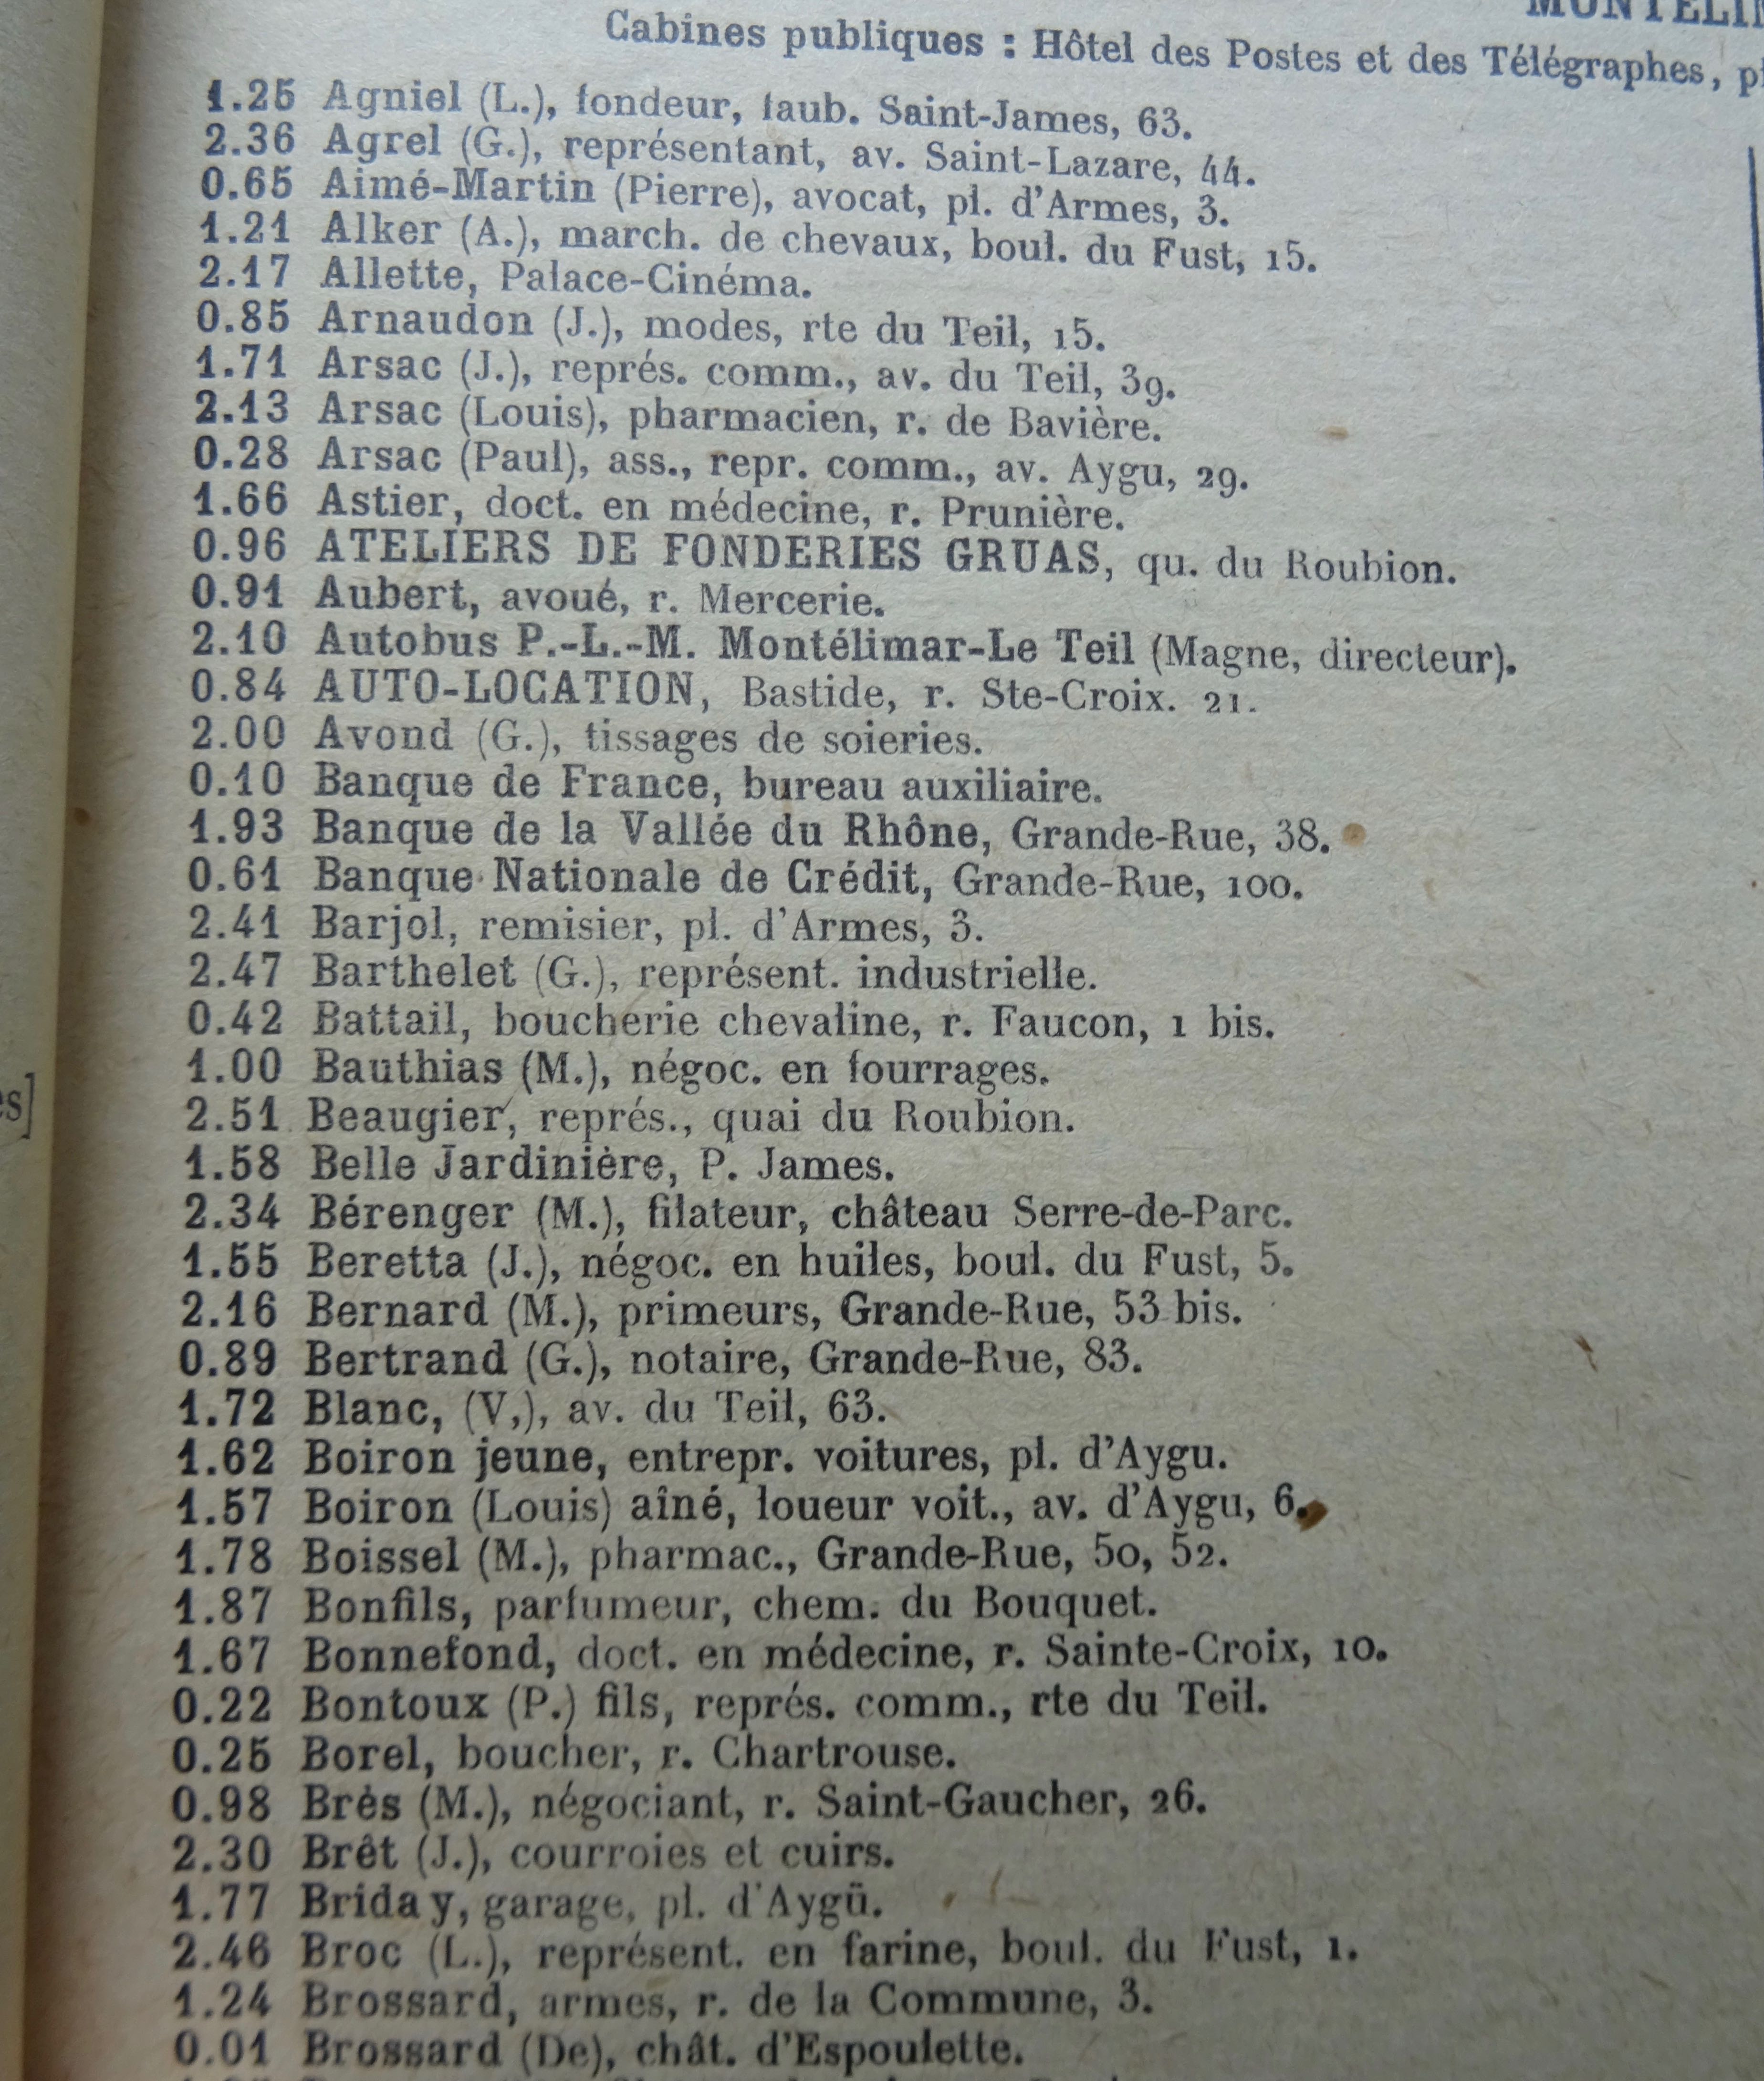 Cabines publiques : Hôtel des Postes et des Télégraphes,
1.25 Agniel (L.), fondeur, faub. Saint-James, 63.
2.36 Agrel (G.), représentant, av. Saint-Lazare, 44.
0.65 Aimé-Martin (Pierre), avocat, pl. d'Armes, 3.
1.21 Alker (A.), march. de chevaux, boul. du Fust, 15.
2.17 Allette, Palace-Cinéma.
0.85 Arnaudon (J.), modes, rte du Teil, 15.
1.71 Arsac (J.), représ. comm., av. du Teil, 39.
2.13 Arsac (Louis), pharmacien, r. de Bavière.
0.28 Arsac (Paul), ass., repr. comm., av. Aygu, 29.
1.66 Astier, doct. en médecine, r. Prunière.
0.96 ATELIERS DE FONDERIES GRUAS, qu. du Roubion.
0.91 Aubert, avoué, r. Mercerie.
2.10 Autobus P.-L.-M. Montélimar-Le Teil (Magne, directeur).
0.84 AUTO-LOCATION, Bastide, r. Ste-Croix. 21.
2.00 Avond (G.), tissages de soieries.
0.10 Banque de France, bureau auxiliaire.
1.93 Banque de la Vallée du Rhône, Grande-Rue, 38.
0.61 Banque Nationale de Crédit, Grande-Rue, 100.
2.41 Barjol, remisier, pl. d'Armes, 3.
2.47 Barthelet (G.), représent. industrielle.
0.42 Battail, boucherie chevaline, r. Faucon, 1 bis.
1.00 Bauthias (M.), négoc. en fourrages.
2.51 Beaugier, représ., quai du Roubion.
1.58 Belle Jardinière, P. James.
2.34 Bérenger (M.), filateur, château Serre-de-Parc.
1.55 Beretta (J.), négoc. en huiles, boul. du Fust, 5.
2.16 Bernard (M.), primeurs, Grande-Rue, 53 bis.
0.89 Bertrand (G.), notaire, Grande-Rue, 83.
1.72 Blanc, (V,), av. du Teil, 63.
1.62 Boiron jeune, entrepr. voitures, pl. d'Aygu.
1.57 Boiron (Louis) aîné, loueur voit., av. d'Aygu, 6.
1.78 Boissel (M.), pharmac., Grande-Rue, 50, 52.
1.87 Bonfils, parfumeur, chem. du Bouquet.
1.67 Bonnefond, doct. en médecine, r. Sainte-Croix, 10.
0.22 Bontoux (P.) fils, représ. comm., rte du Teil.
0.25 Borel, boucher, r. Chartrouse.
0.98 Brès (M.), négociant, r. Saint-Gaucher, 26.
2.30 Brêt (J.), courroies et cuirs.
1.77 Briday, garage, pl. d'Aygü.
2.46 Broc (L.), représent. en farine, boul. du Fust, 1.
1.24 Brossard, armes, r. de la Commune, 3.
0.01 Brossard (De), chât. d'Espoulette.